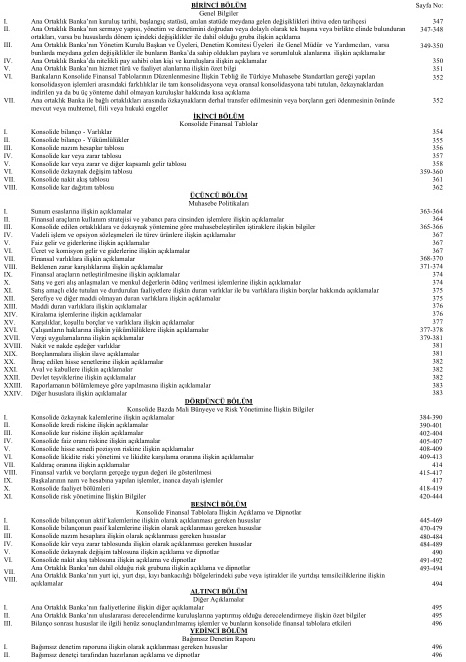 BİRİNCİ BÖLÜM Sayfa No:
Genel Bilgiler
I. Ana Ortaklık Banka'nın kuruluş tarihi, başlangıç statüsü, anılan statüde meydana gelen değişiklikleri ihtiva eden tarihçesi 347
II. Ana Ortaklık Banka'nın sermaye yapısı, yönetim ve denetimini doğrudan veya dolaylı olarak tek başına veya birlikte elinde bulunduran 347-348
ortakları, varsa bu hususlarda dönem içindeki değişiklikler ile dahil olduğu gruba ilişkin açıklama
III. Ana Ortaklık Banka'nın Yönetim Kurulu Başkan ve Üyeleri, Denetim Komitesi Üyeleri ile Genel Müdür ve Yardımcıları, varsa 349-350
bunlarda meydana gelen değişiklikler ile bunların Banka'da sahip oldukları paylara ve sorumluluk alanlarına ilişkin açıklamalar
IV. Ana Ortaklık Banka'da nitelikli pay sahibi olan kişi ve kuruluşlara ilişkin açıklamalar 350
V. Ana Ortaklık Banka'nın hizmet türü ve faaliyet alanlarına ilişkin özet bilgi 351
VI. Bankaların Konsolide Finansal Tablolarının Düzenlenmesine İlişkin Tebliğ ile Türkiye Muhasebe Standartları gereği yapılan 352
konsolidasyon işlemleri arasındaki farklılıklar ile tam konsolidasyona veya oransal konsolidasyona tabi tutulan, özkaynaklardan
indirilen ya da bu üç yönteme dahil olmayan kuruluşlar hakkında kısa açıklama
VII. Ana ortaklık Banka ile bağlı ortaklıkları arasında özkaynakların derhal transfer edilmesinin veya borçların geri ödenmesinin önünde 352
mevcut veya muhtemel, fiili veya hukuki engeller
İKİNCİ BÖLÜM
Konsolide Finansal Tablolar
I. Konsolide bilanço - Varlıklar 354
II. Konsolide bilanço - Yükümlülükler 355
III. Konsolide nazım hesaplar tablosu 356
IV. Konsolide kar veya zarar tablosu 357
V. Konsolide kar veya zarar ve diğer kapsamlı gelir tablosu 358
VI. Konsolide özkaynak değişim tablosu 359-360
VII. Konsolide nakit akış tablosu 361
VIII. Konsolide kar dağıtım tablosu 362
ÜÇÜNCÜ BÖLÜM
Muhasebe Politikaları
I. Sunum esaslarına ilişkin açıklamalar 363-364
II. Finansal araçların kullanım stratejisi ve yabancı para cinsinden işlemlere ilişkin açıklamalar 364
III. Konsolide edilen ortaklıklara ve özkaynak yöntemine göre muhasebeleştirilen iştiraklere ilişkin bilgiler 365-366
IV. Vadeli işlem ve opsiyon sözleşmeleri ile türev ürünlere ilişkin açıklamalar 367
V. Faiz gelir ve giderlerine ilişkin açıklamalar 367
VI. Ücret ve komisyon gelir ve giderlerine ilişkin açıklamalar 367
VII. Finansal varlıklara ilişkin açıklamalar 368-370
VIII. Beklenen zarar karşılıklarına ilişkin açıklamalar 371-374
IX. Finansal araçların netleştirilmesine ilişkin açıklamalar 374
X. Satış ve geri alış anlaşmaları ve menkul değerlerin ödünç verilmesi işlemlerine ilişkin açıklamalar 374
XI. Satış amaçlı elde tutulan ve durdurulan faaliyetlere ilişkin duran varlıklar ile bu varlıklara ilişkin borçlar hakkında açıklamalar 375
XII. Şerefiye ve diğer maddi olmayan duran varlıklara ilişkin açıklamalar 375
XIII. Maddi duran varlıklara ilişkin açıklamalar 376
XIV. Kiralama işlemlerine ilişkin açıklamalar 376
XV. Karşılıklar, koşullu borçlar ve varlıklara ilişkin açıklamalar 377
XVI. Çalışanların haklarına ilişkin yükümlülüklere ilişkin açıklamalar 377-378
XVII. Vergi uygulamalarına ilişkin açıklamalar 379-381
XVIII. Nakit ve nakde eşdeğer varlıklar 381
XIX. Borçlanmalara ilişkin ilave açıklamalar 381
XX. İhraç edilen hisse senetlerine ilişkin açıklamalar 382
XXI. Aval ve kabullere ilişkin açıklamalar 382
XXII. Devlet teşviklerine ilişkin açıklamalar 382
XXIII. Raporlamanın bölümlemeye göre yapılmasına ilişkin açıklamalar 383
XXIV. Diğer hususlara ilişkin açıklamalar 383
DÖRDÜNCÜ BÖLÜM
Konsolide Bazda Mali Bünyeye ve Risk Yönetimine İlişkin Bilgiler
I. Konsolide özkaynak kalemlerine ilişkin açıklamalar 384-390
II. Konsolide kredi riskine ilişkin açıklamalar 390-401
III. Konsolide kur riskine ilişkin açıklamalar 402-404
IV. Konsolide faiz oranı riskine ilişkin açıklamalar 405-407
V. Konsolide hisse senedi pozisyon riskine ilişkin açıklamalar 408-409
VI. Konsolide likidite riski yönetimi ve likidite karşılama oranına ilişkin açıklamalar 409-413
VII. Kaldıraç oranına ilişkin açıklamalar 414
VIII. Finansal varlık ve borçların gerçeğe uygun değeri ile gösterilmesi 415-417
IX. Başkalarının nam ve hesabına yapılan işlemler, inanca dayalı işlemler 417
X. Konsolide faaliyet bölümleri 418-419
XI. Konsolide risk yönetimine İlişkin Bilgiler 420-444
BEŞİNCİ BÖLÜM
Konsolide Finansal Tablolara İlişkin Açıklama ve Dipnotlar
I. Konsolide bilançonun aktif kalemlerine ilişkin olarak açıklanması gereken hususlar 445-469
II. Konsolide bilançonun pasif kalemlerine ilişkin olarak açıklanması gereken hususlar 470-479
III. Konsolide nazım hesaplara ilişkin olarak açıklanması gereken hususlar 480-484
IV. Konsolide kâr veya zarar tablosunda ilişkin olarak açıklanması gereken hususlar 484-489
V. Konsolide özkaynak değişim tablosuna ilişkin açıklama ve dipnotlar 490
VI. Konsolide nakit akış tablosuna ilişkin açıklama ve dipnotlar 491-492
VII. Ana Ortaklık Banka'nın dahil olduğu risk grubuna ilişkin açıklama ve dipnotlar 493-494
VIII. Ana Ortaklık Banka'nın yurt içi, yurt dışı, kıyı bankacılığı bölgelerindeki şube veya iştirakler ile yurtdışı temsilciliklerine ilişkin
açıklamalar 494
ALTINCI BÖLÜM
Diğer Açıklamalar
I. Ana Ortaklık Banka'nın faaliyetlerine ilişkin diğer açıklamalar 495
II. Ana Ortaklık Banka'nın uluslararası derecelendirme kuruluşlarına yaptırmış olduğu derecelendirmeye ilişkin özet bilgiler 495
III. Bilanço sonrası hususlar ile ilgili henüz sonuçlandırılmamış işlemler ve bunların konsolide finansal tablolara etkileri 496
YEDİNCİ BÖLÜM
Bağımsız Denetim Raporu
I. Bağımsız denetim raporuna ilişkin olarak açıklanması gereken hususlar 496
II. Bağımsız denetçi tarafından hazırlanan açıklama ve dipnotlar 496